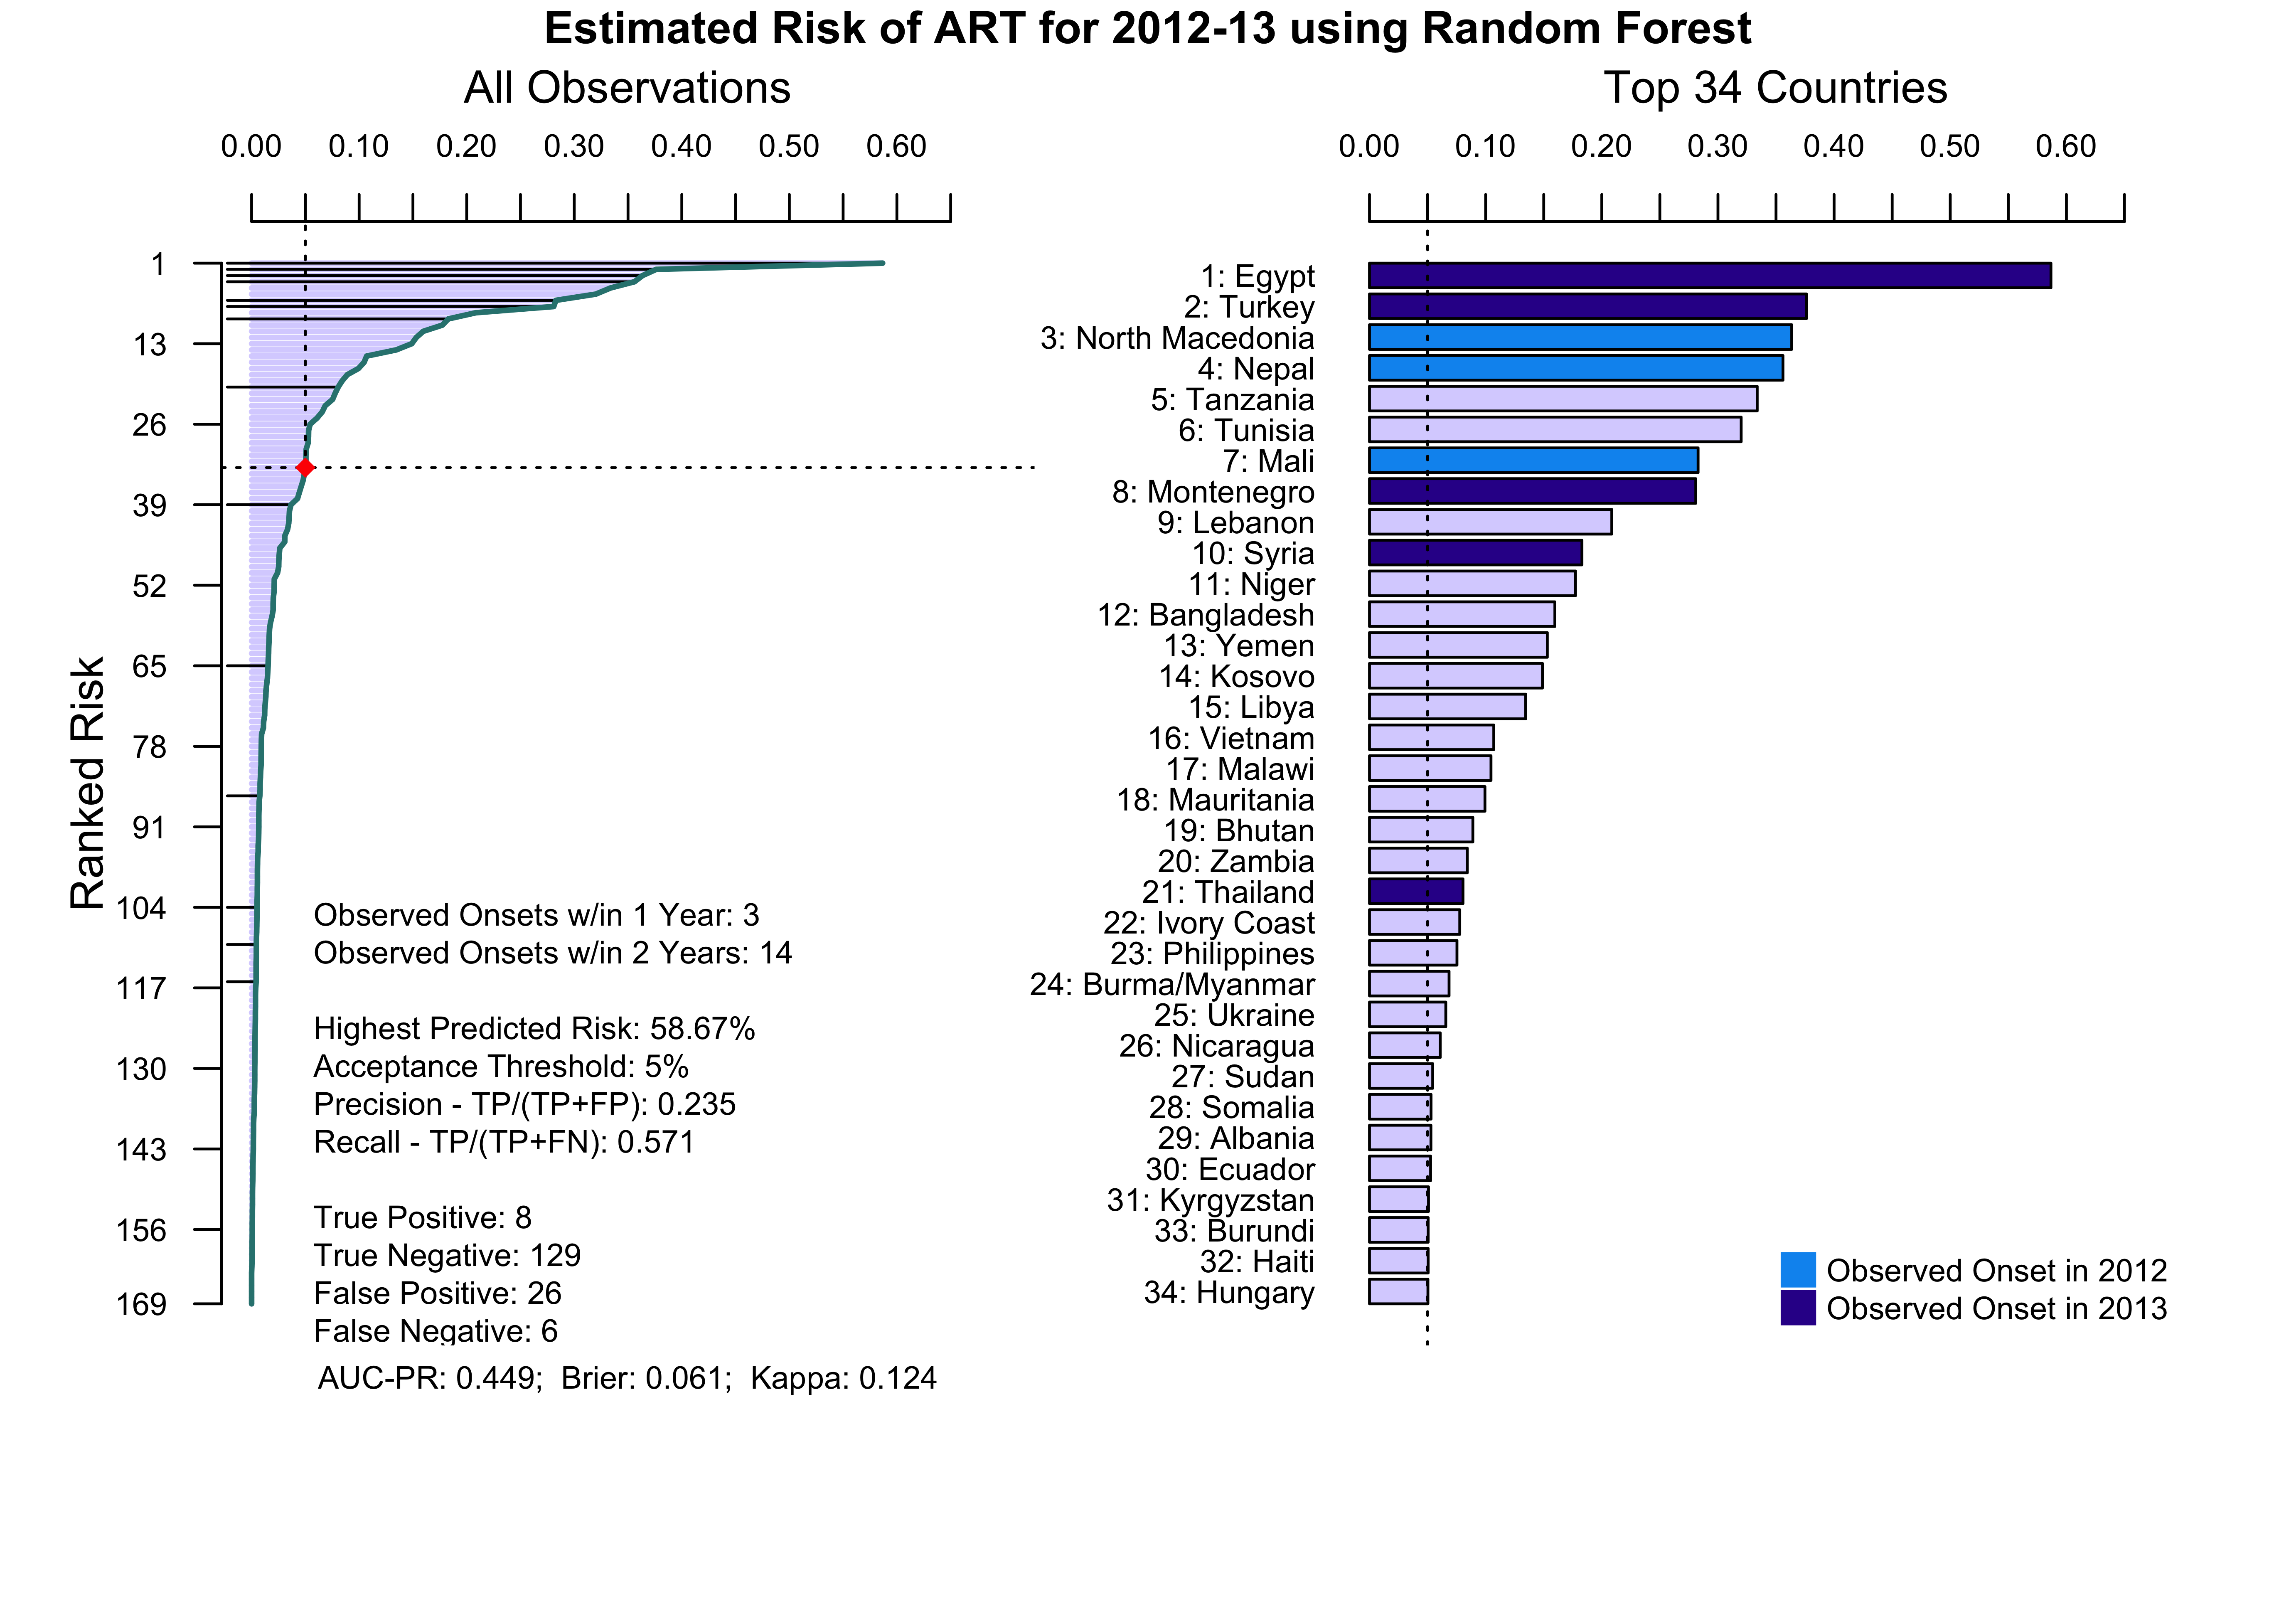 Estimated Risk of ART for 2012-13 using Random Forest
All Observations
0.00 0.10 0.20 0.30 0.40 0.50 0.60
Ranked Risk
1
13
26
39
52
65
78
91
104
117
130
143
156
169
Observed Onsets w/in 1 Year: 3
Observed Onsets w/in 2 Years: 14
Highest Predicted Risk: 58.67%
Acceptance Threshold: 5%
Precision - TP/(TP+FP): 0.235
Recall - TP/(TP+FN): 0.571
True Positive: 8
True Negative: 129
False Positive: 26
False Negative: 6
AUC-PR: 0.449; Brier: 0.061; Kappa: 0.124
Top 34 Countries
0.00 0.10 0.20 0.30 0.40 0.50 0.60
1: Egypt
2: Turkey
3: North Macedonia
4: Nepal
5: Tanzania
6: Tunisia
7: Mali
8: Montenegro
9: Lebanon
10: Syria
11: Niger
12: Bangladesh
13: Yemen
14: Kosovo
15: Libya
16: Vietnam
17: Malawi
18: Mauritania
19: Bhutan
20: Zambia
21: Thailand
22: Ivory Coast
23: Philippines
24: Burma/Myanmar
25: Ukraine
26: Nicaragua
27: Sudan
28: Somalia
29: Albania
30: Ecuador
31: Kyrgyzstan
33: Burundi
32: Haiti
34: Hungary
Observed Onset in 2012
Observed Onset in 2013